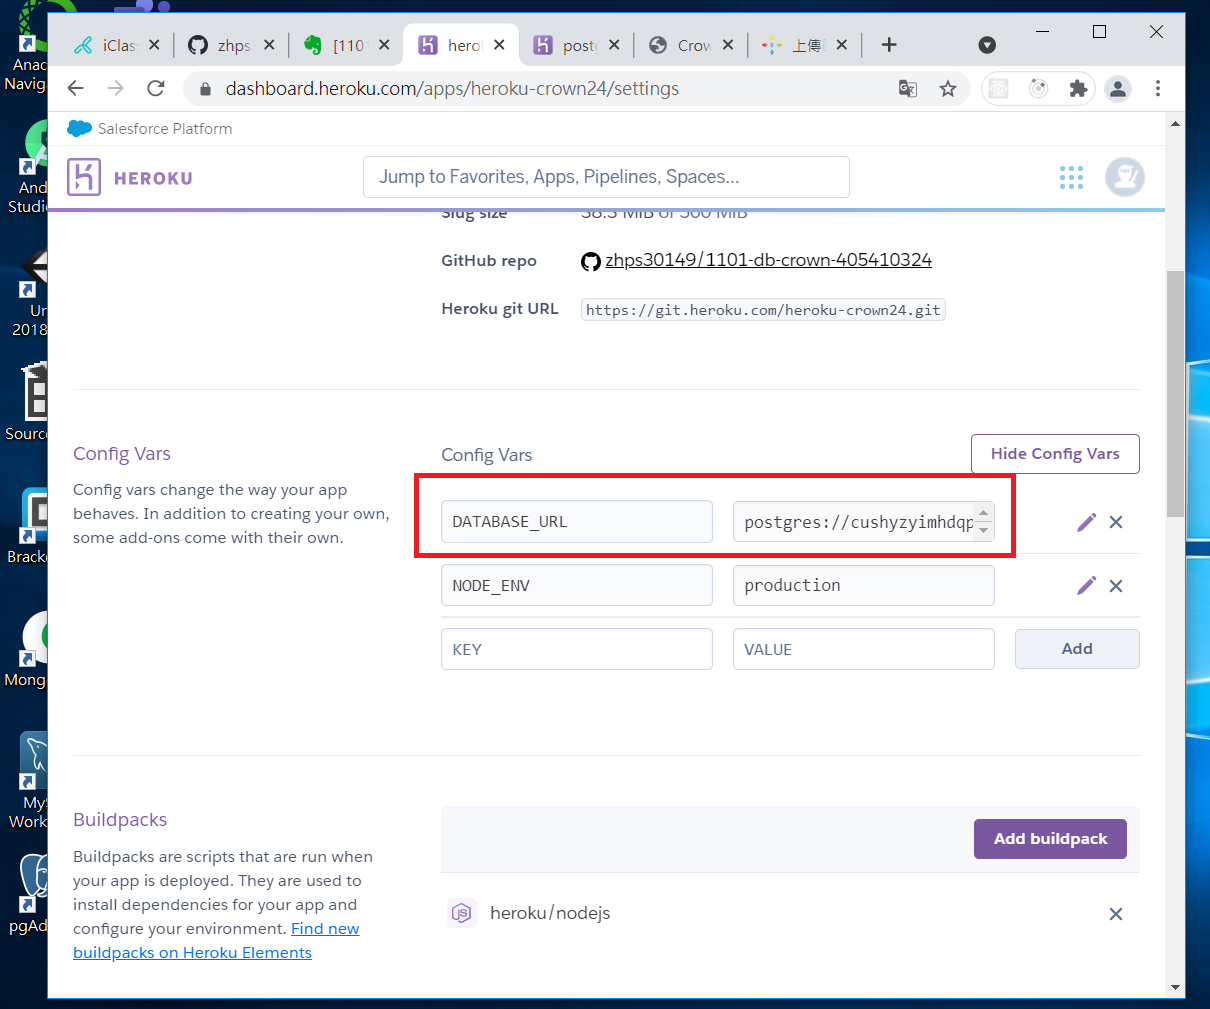 Anac
Navig
And
Studi
Un
2018
Source
Bracke
Mong
MyS
Work
pgAd
iClas
zhps
[110
hero
post
Crow
上傳
dashboard.heroku.com/apps/heroku-crown24/settings
Salesforce Platform
HEROKU
Jump to Favorites, Apps, Pipelines, Spaces...
Slug size
38.3 MiB of 500 MiB
GitHub repo
zhps30149/1101-db-crown-405410324
Heroku git URL
https://git.heroku.com/heroku-crown24.git
Config Vars
Config vars change the way your app
behaves. In addition to creating your own,
some add-ons come with their own.
Config Vars
Hide Config Vars
DATABASE_URL
postgres://cushyzyimhdqp
NODE_ENV
production
KEY
VALUE
Add
Buildpacks
Buildpacks are scripts that are run when
your app is deployed. They are used to
install dependencies for your app and
configure your environment. Find new
buildpacks on Heroku Elements
Add buildpack
heroku/nodejs